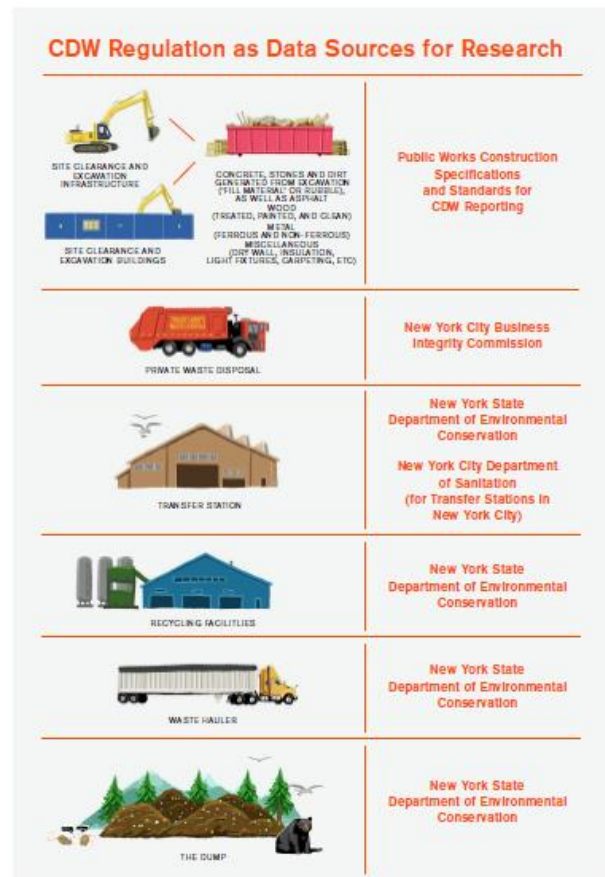 CDW Regulation as Data Sources for Research
SITE CLEARANCE AND
EXCAVATION
INFRASTRUCTURE
SITE CLEARANCE AND
EXCAVATION BUILDINGS
CONCRETE, STONES AND DIRT
GENERATED FROM EXCAVATION
("FILL MATERIAL" OR RUBBLE),
AS WELL AS ASPHALT
WOOD
(TREATED, PAINTED, AND CLEAN)
METAL
(FERROUS AND NON-FERROUS)
MISCELLANEOUS
(DRY WALL, INSULATION,
LIGHT FIXTURES, CARPETING, ETC)
Public Works Construction
Specifications
and Standards for
CDW Reporting
PRIVATE WASTE DISPOSAL
New York City Business
Integrity Commission
TRANSFER STATION
New York State
Department of Environmental
Conservation
New York City Department
of Sanitation
(for Transfer Stations in
New York City)
RECYCLING FACILITLIES
New York State
Department of Environmental
Conservation
WASTE HAULER
New York State
Department of Environmental
Conservation
THE DUMP
New York State
Department of Environmental
Conservation